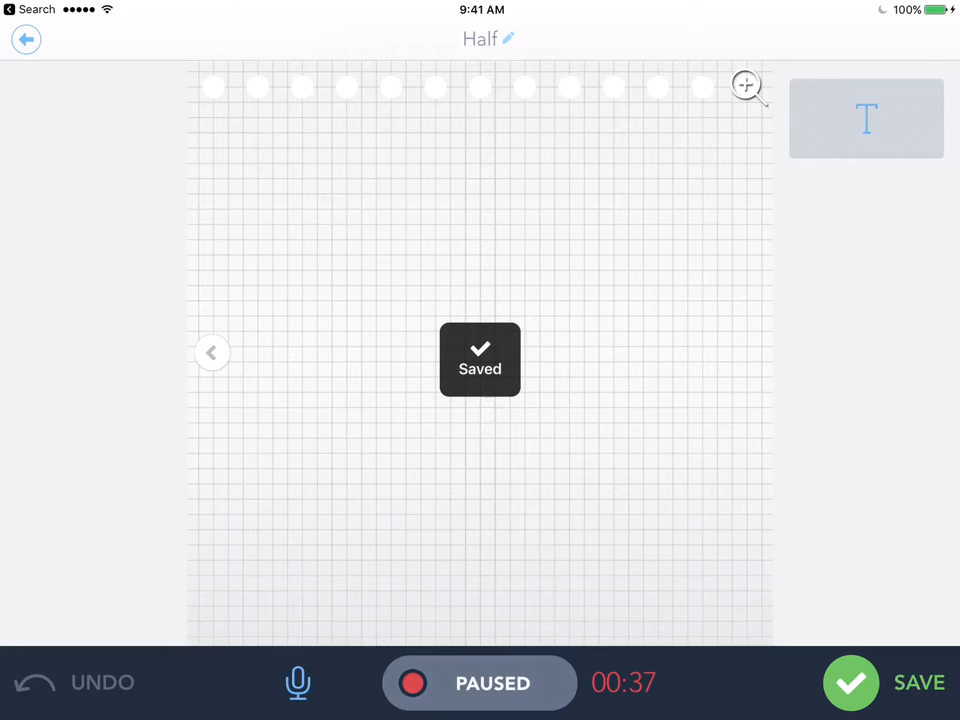 Search
9:41 AM
100%
Half
T
Saved
UNDO
PAUSED
00:37
SAVE